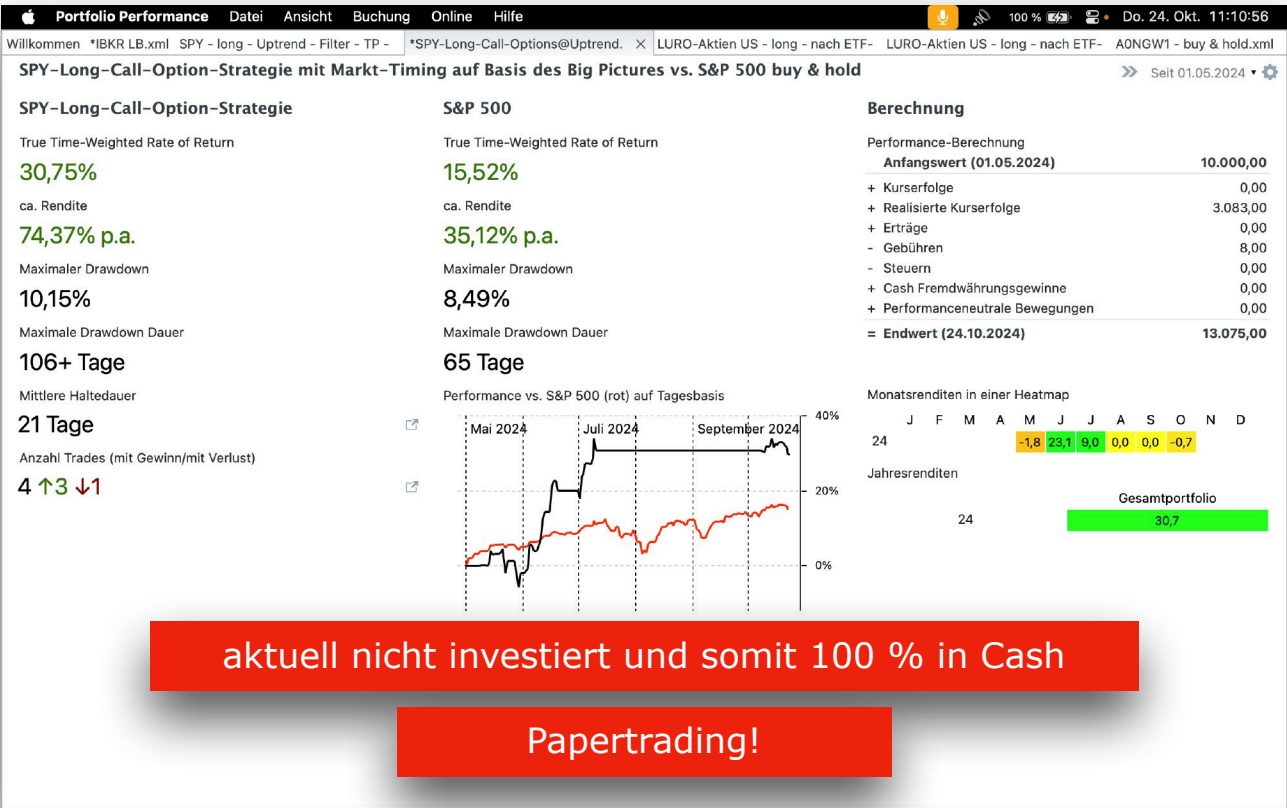 Portfolio Performance Datei Ansicht Buchung Online Hilfe 100 % Do. 24. Okt. 11:10:56
Willkommen *IBKR LB.xml SPY - long - Uptrend - Filter - TP - *SPY-Long-Call-Options@Uptrend. LURO-Aktien US - long - nach ETF- LURO-Aktien US - long - nach ETF- A0NGW1 - buy & hold.xml
SPY-Long-Call-Option-Strategie mit Markt-Timing auf Basis des Big Pictures vs. S&P 500 buy & hold
Seit 01.05.2024
SPY-Long-Call-Option-Strategie
True Time-Weighted Rate of Return
30,75%
ca. Rendite
74,37% p.a.
Maximaler Drawdown
10,15%
Maximale Drawdown Dauer
106+ Tage
Mittlere Haltedauer
21 Tage
Anzahl Trades (mit Gewinn/mit Verlust)
4 ↑3 ↓1
S&P 500
True Time-Weighted Rate of Return
15,52%
ca. Rendite
35,12% p.a.
Maximaler Drawdown
8,49%
Maximale Drawdown Dauer
65 Tage
Performance vs. S&P 500 (rot) auf Tagesbasis
Mai 2024 Juli 2024 September 2024
40%
20%
0%
Berechnung
Performance-Berechnung
Anfangswert (01.05.2024) 10.000,00
+ Kurserfolge 0,00
+ Realisierte Kurserfolge 3.083,00
+ Erträge 0,00
- Gebühren 8,00
- Steuern 0,00
+ Cash Fremdwährungsgewinne 0,00
+ Performanceneutrale Bewegungen 0,00
= Endwert (24.10.2024) 13.075,00
Monatsrenditen in einer Heatmap
J F M A M J J A S O N D
24 -1,8 23,1 9,0 0,0 0,0 -0,7
Jahresrenditen
Gesamtportfolio
24 30,7
aktuell nicht investiert und somit 100 % in Cash
Papertrading!